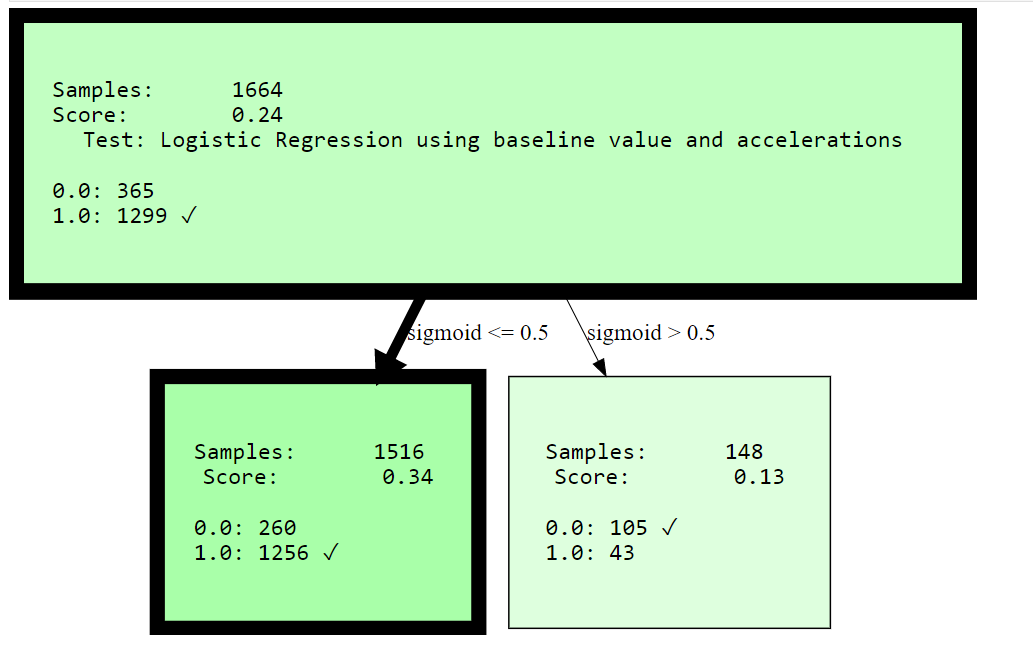 Samples: 1664
Score: 0.24
Test: Logistic Regression using baseline value and accelerations
0.0: 365
1.0: 1299 ✓
sigmoid <= 0.5
sigmoid > 0.5
Samples: 1516
Score: 0.34
0.0: 260
1.0: 1256 ✓
Samples: 148
Score: 0.13
0.0: 105 ✓
1.0: 43